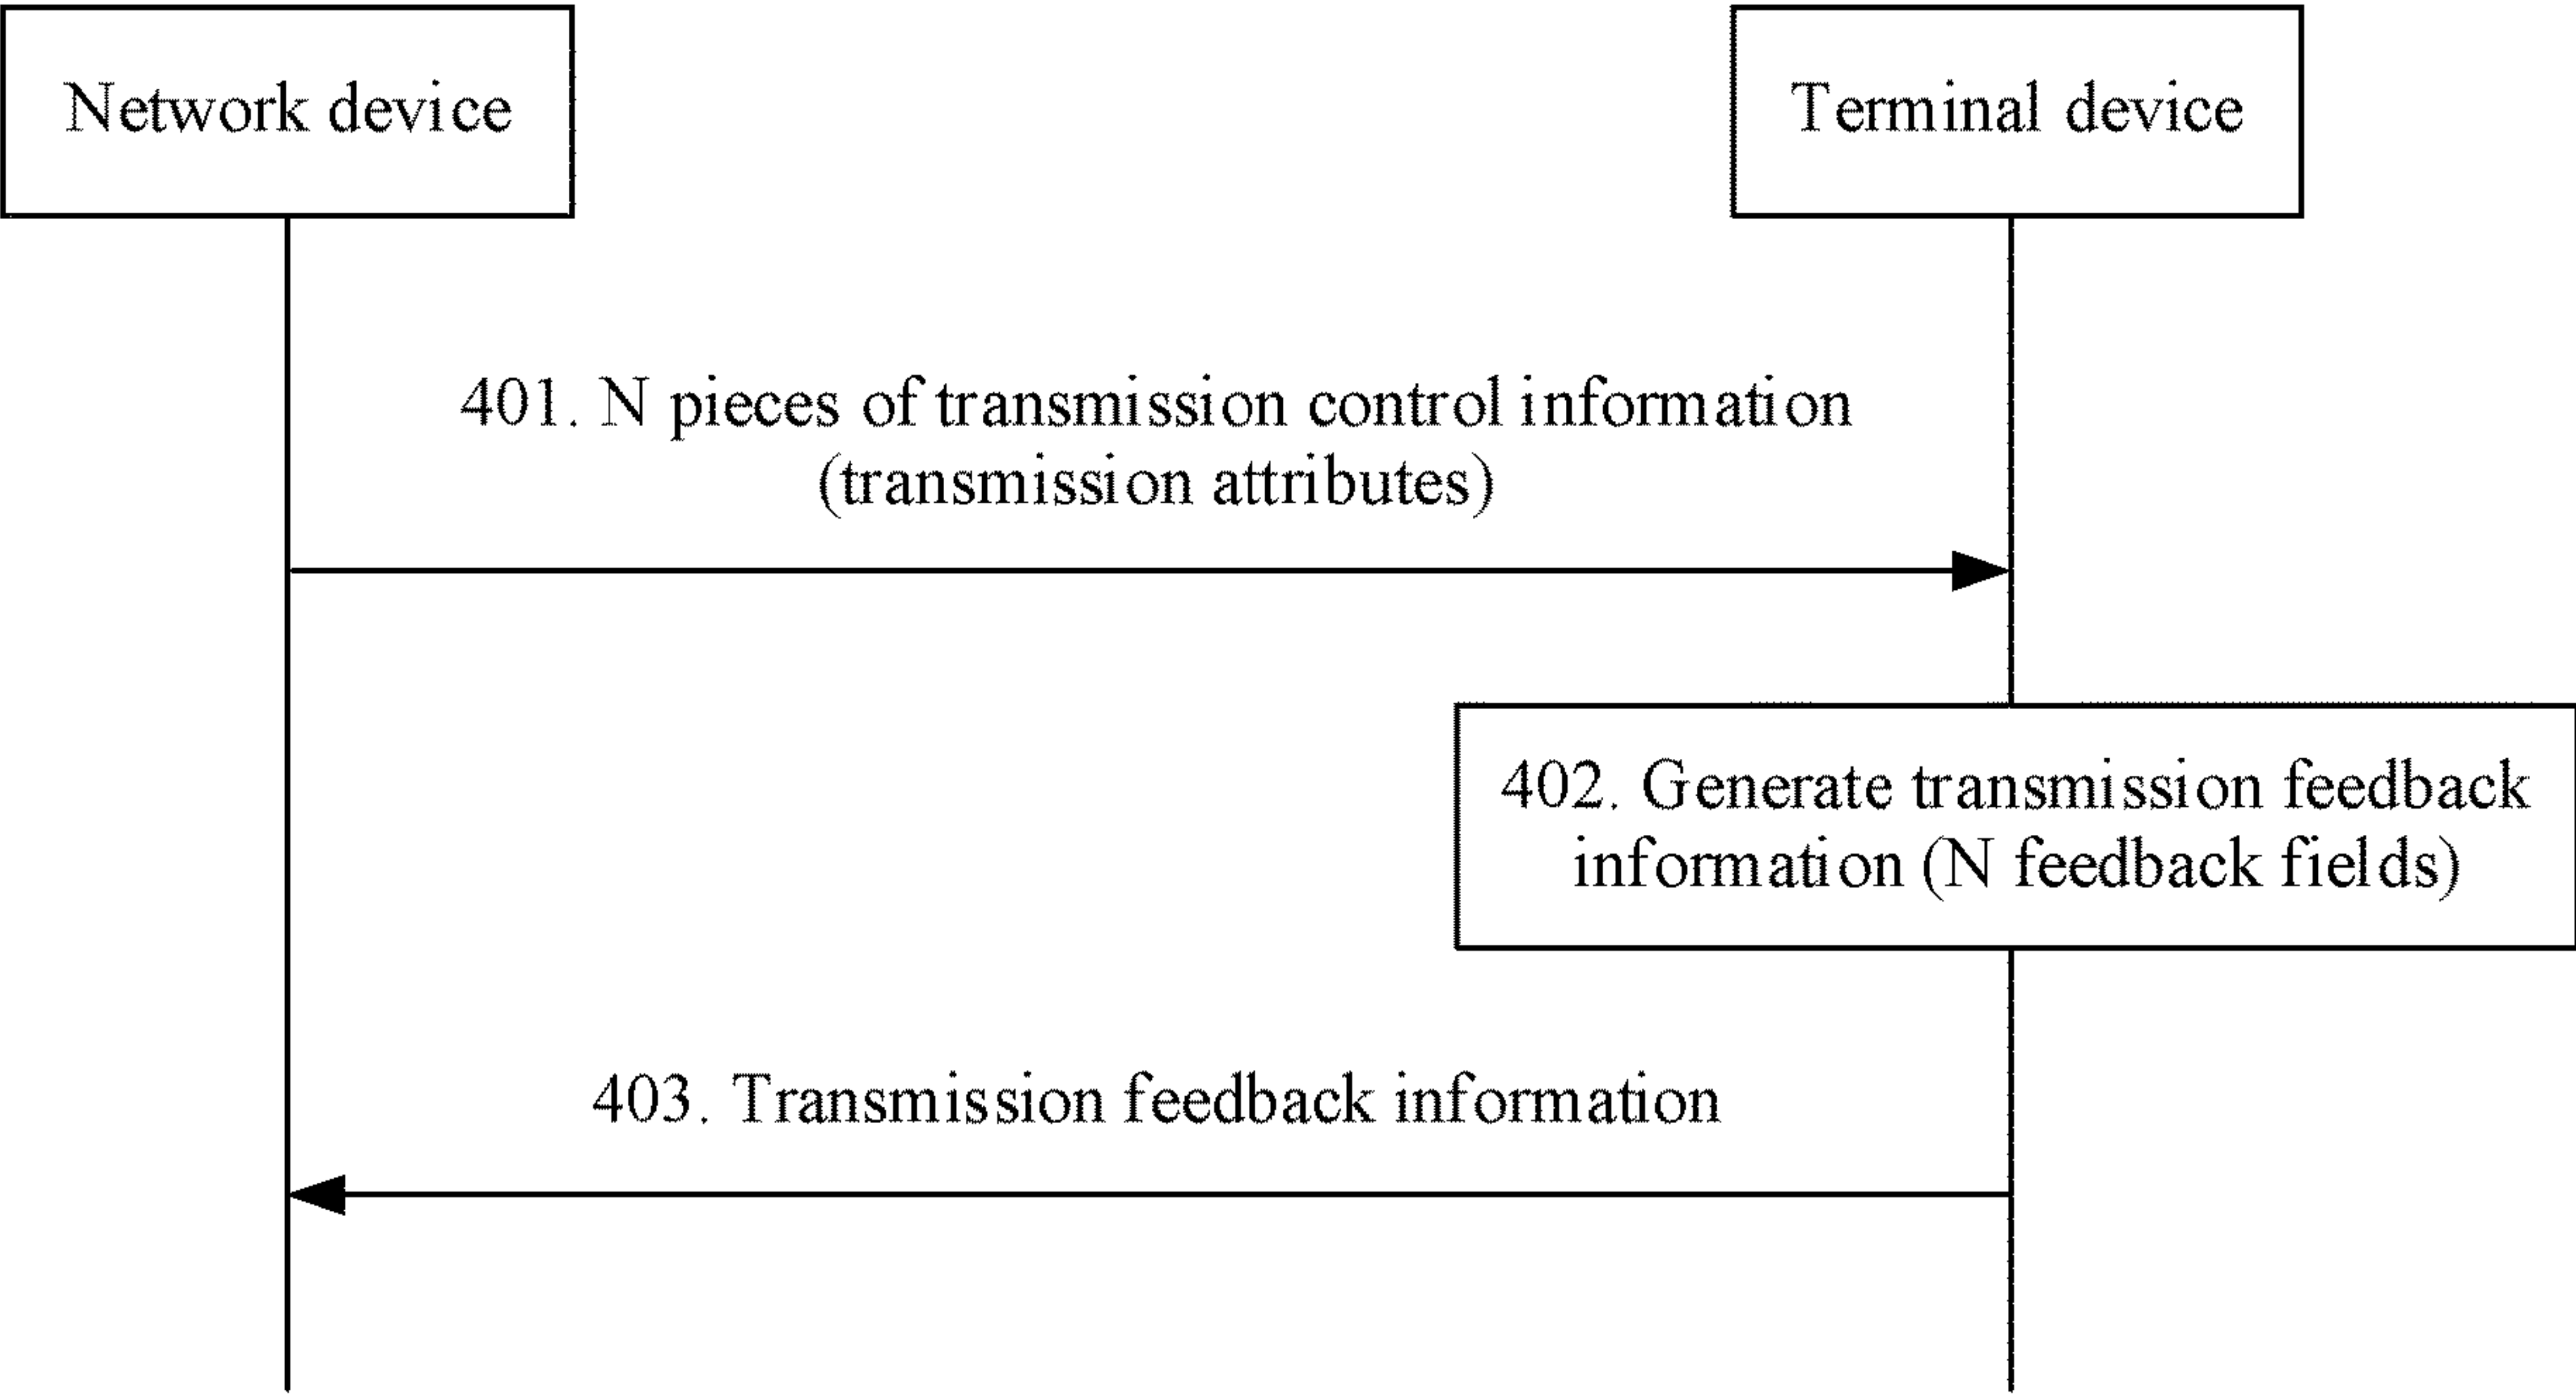 Network device
Terminal device
401. N pieces of transmission control information
(transmission attributes)
402. Generate transmission feedback
information (N feedback fields)
403. Transmission feedback information